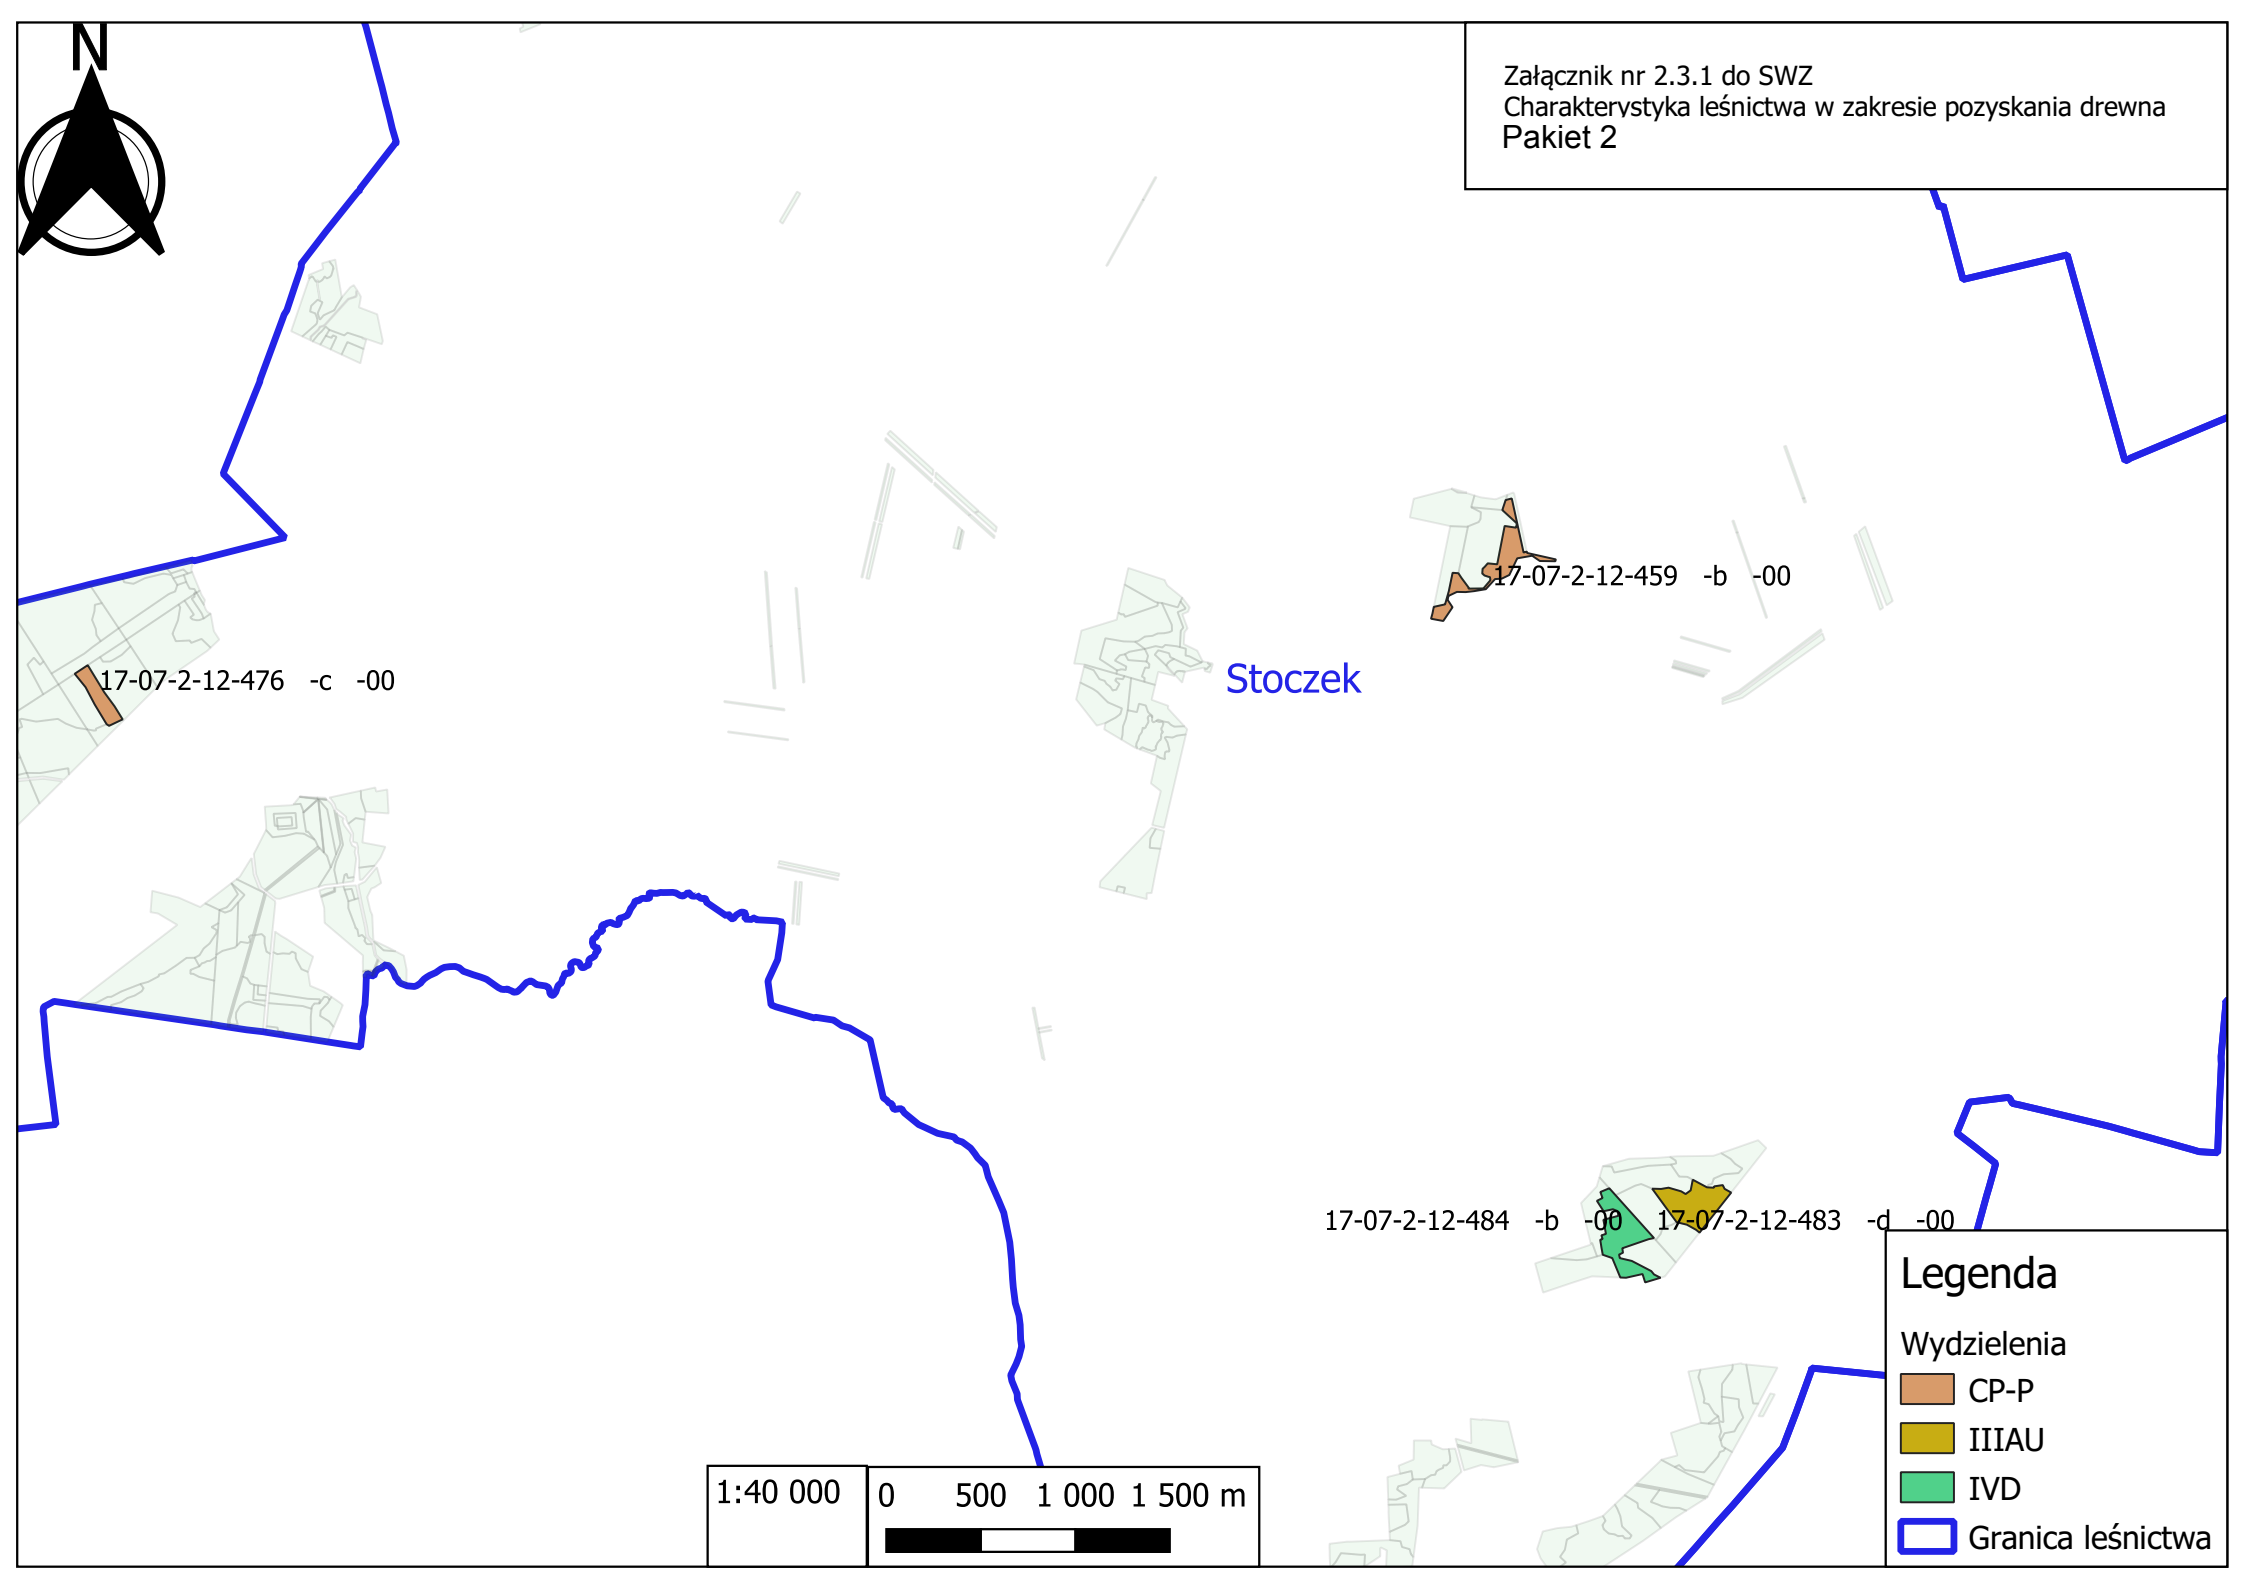 N
Załącznik nr 2.3.1 do SWZ
Charakterystyka leśnictwa w zakresie pozyskania drewna
Pakiet 2
17-07-2-12-459 -b -00
17-07-2-12-476 -c -00
Stoczek
17-07-2-12-484 -b -00
17-07-2-12-483 -d -00
Legenda
Wydzielenia
CP-P
IIIAU
IVD
Granica leśnictwa
1:40 000
0 500 1 000 1 500 m